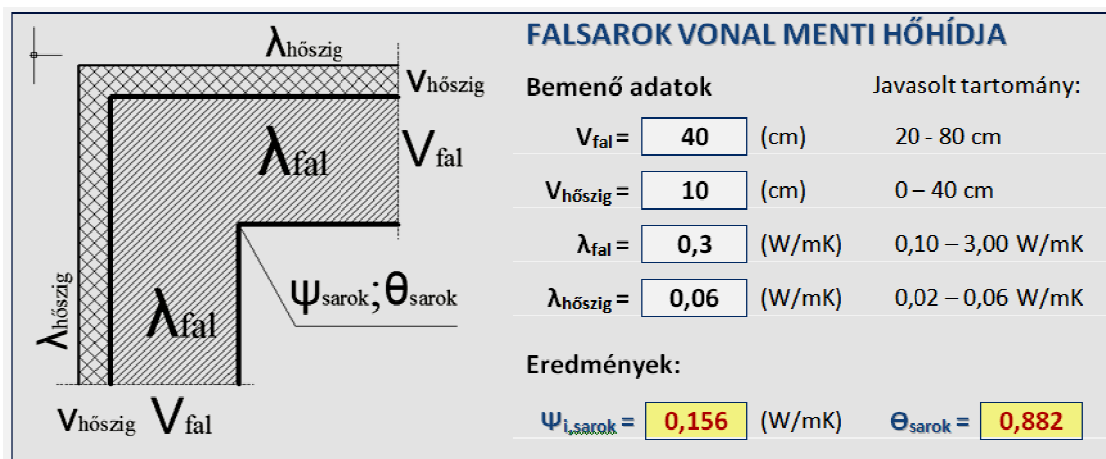 λhőszig
Vhőszig
Vfal
λfal
Ψsarok;Θsarok
λhőszig
λfal
Vhőszig Vfal
FALSAROK VONAL MENTI HŐHÍDJA
Bemenő adatok Javasolt tartomány:
Vfal = 40 (cm) 20 - 80 cm
Vhőszig = 10 (cm) 0 – 40 cm
λfal = 0,3 (W/mK) 0,10 – 3,00 W/mK
λhőszig = 0,06 (W/mK) 0,02 – 0,06 W/mK
Eredmények:
Ψi,sarok = 0,156 (W/mK) Θsarok = 0,882